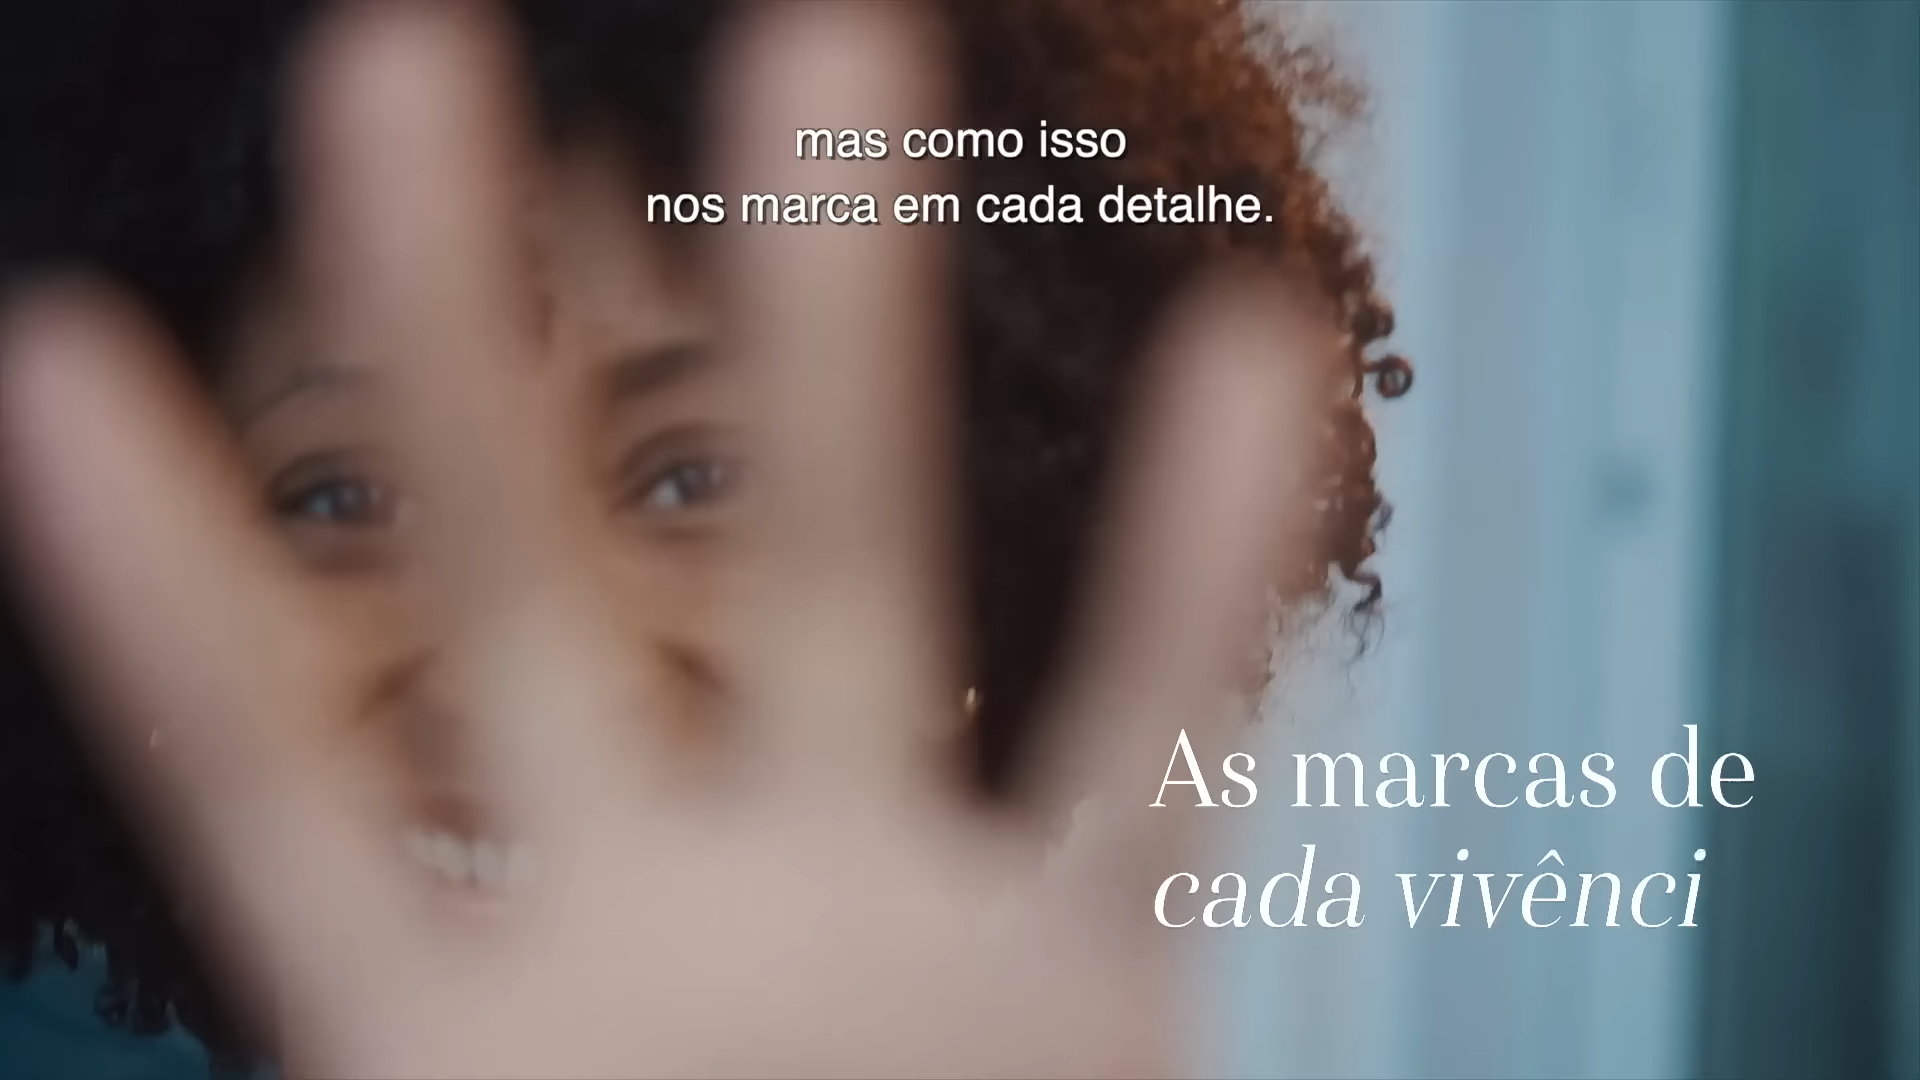 mas como isso
nos marca em cada detalhe.
As marcas de
cada vivênci